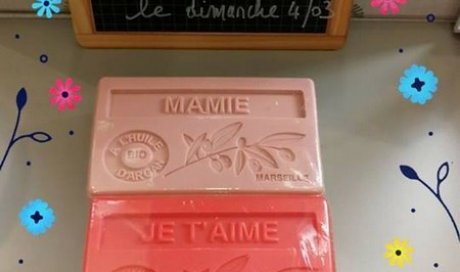 le dimanche 4/03
MAMIE
A L'HUILE
BIO
D'ARGAN
MARSEILLE
JE T'AIME